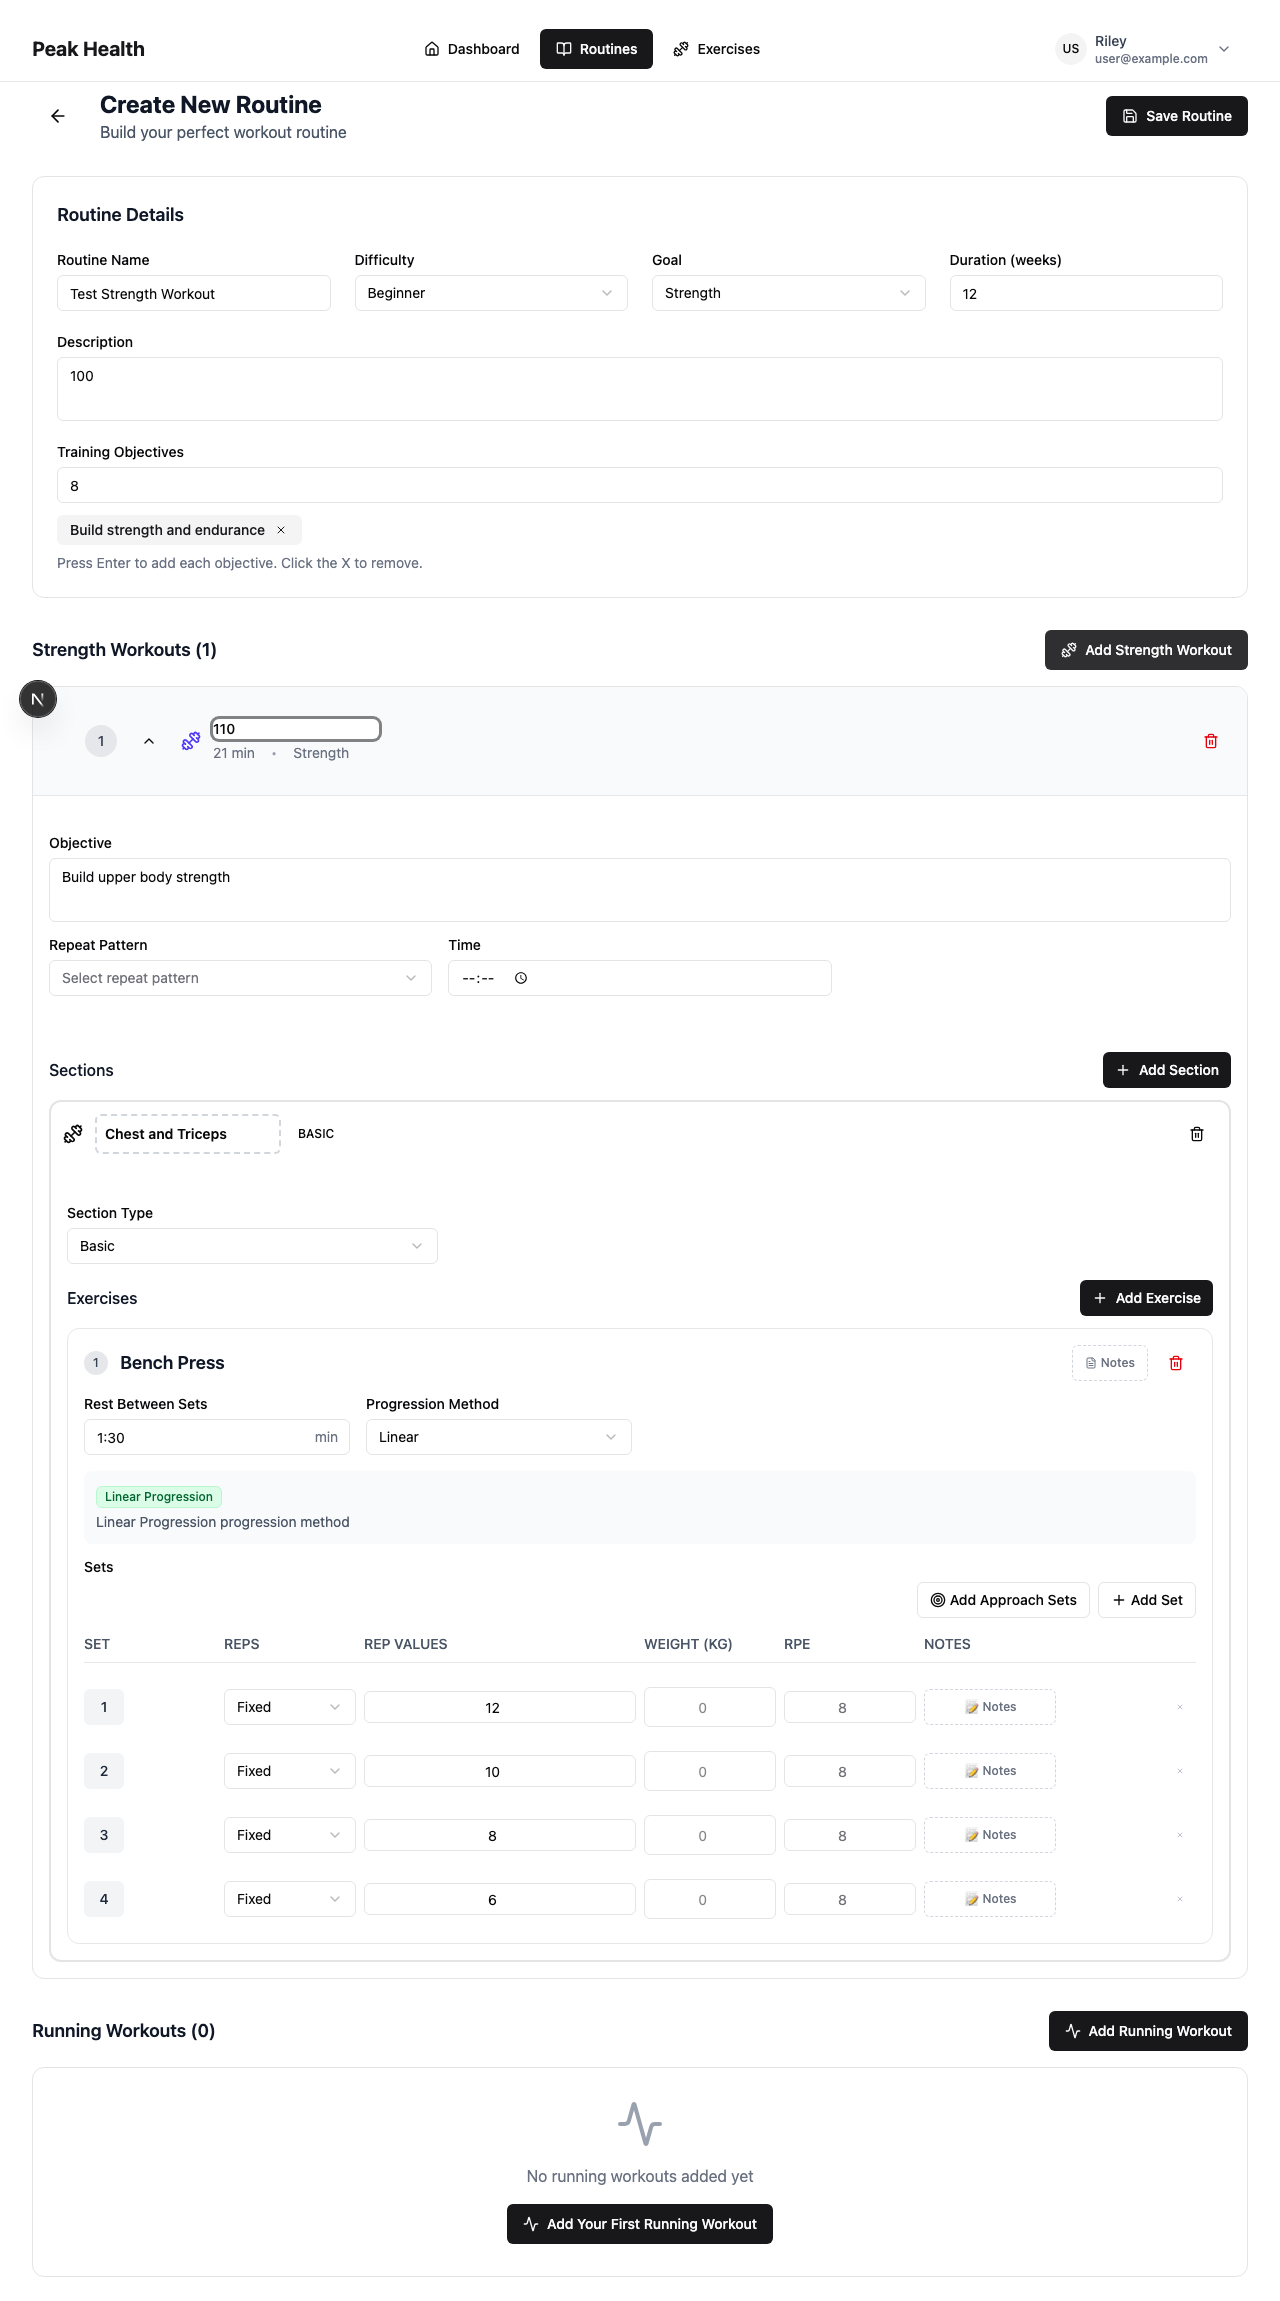 Peak Health
Dashboard
Routines
Exercises
US
Riley
user@example.com
Create New Routine
Build your perfect workout routine
Save Routine
Routine Details
Routine Name
Difficulty
Goal
Duration (weeks)
Test Strength Workout
Beginner
Strength
12
Description
100
Training Objectives
8
Build strength and endurance ×
Press Enter to add each objective. Click the X to remove.
Strength Workouts (1)
Add Strength Workout
N
1
110
21 min • Strength
Objective
Build upper body strength
Repeat Pattern
Time
Select repeat pattern
--:--
Sections
+ Add Section
Chest and Triceps
BASIC
Section Type
Basic
Exercises
+ Add Exercise
1
Bench Press
Notes
Rest Between Sets
Progression Method
1:30 min
Linear
Linear Progression
Linear Progression progression method
Sets
Add Approach Sets
+ Add Set
SET REPS REP VALUES WEIGHT (KG) RPE NOTES
1 Fixed 12 0 8 📝 Notes ×
2 Fixed 10 0 8 📝 Notes ×
3 Fixed 8 0 8 📝 Notes ×
4 Fixed 6 0 8 📝 Notes ×
Running Workouts (0)
Add Running Workout
No running workouts added yet
Add Your First Running Workout